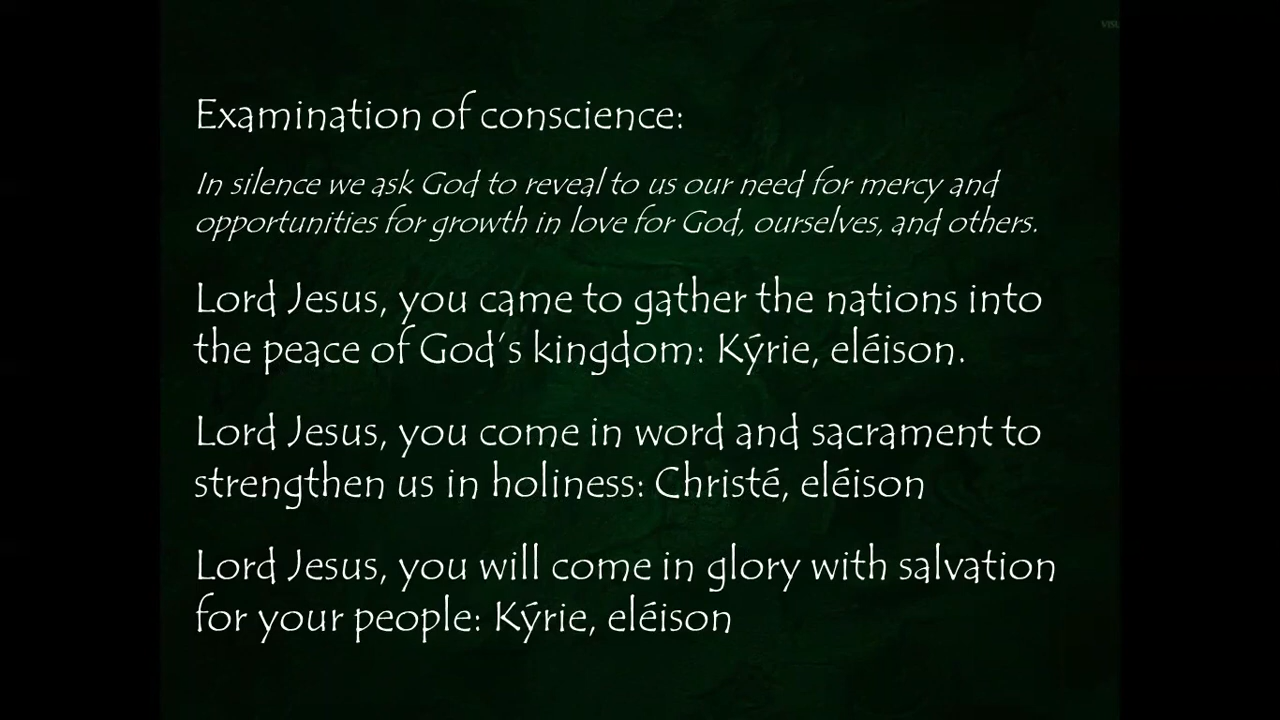 Examination of conscience:
In silence we ask God to reveal to us our need for mercy and
opportunities for growth in love for God, ourselves, and others.
Lord Jesus, you came to gather the nations into
the peace of God’s kingdom: Kýrie, eléison.
Lord Jesus, you come in word and sacrament to
strengthen us in holiness: Christé, eléison
Lord Jesus, you will come in glory with salvation
for your people: Kýrie, eléison